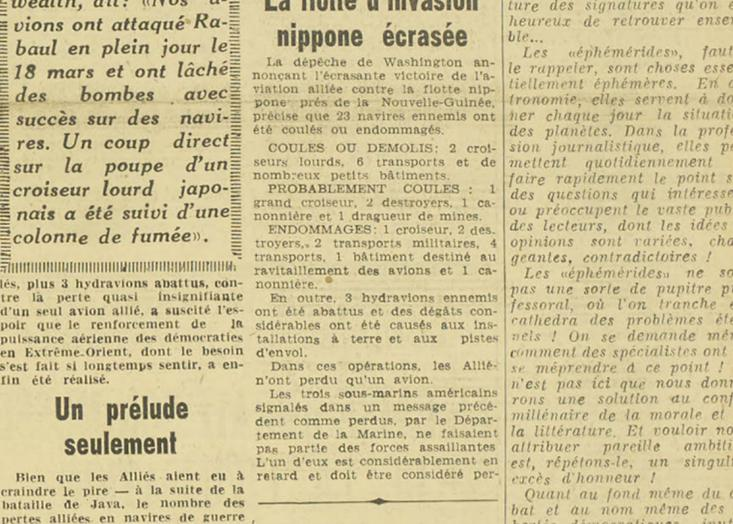 wealth, dit: «Nos a-
vions ont attaqué Ra-
baul en plein jour le
18 mars et ont lâché
des bombes avec
succès sur des navi-
res. Un coup direct
sur la poupe d'un
croiseur lourd japo-
nais a été suivi d'une
colonne de fumée».
lés, plus 3 hydravions abattus, con-
tre la perte quasi insignifiante
d'un seul avion allié, a suscité l'es-
poir que le renforcement de la
puissance aérienne des démocraties
en Extrême-Orient, dont le besoin
s'est fait si longtemps sentir, a en-
fin été réalisé.
Un prélude
seulement
Bien que les Alliés aient eu à
craindre le pire — à la suite de la
bataille de Java, le nombre des
pertes alliées en navires de guerre
La flotte d'invasion
nippone écrasée
La dépêche de Washington an-
nonçant l'écrasante victoire de l'a-
viation alliée contre la flotte nip-
pone près de la Nouvelle-Guinée,
précise que 23 navires ennemis ont
été coulés ou endommagés.
COULES OU DEMOLIS: 2 croi-
seurs lourds, 6 transports et de
nombreux petits bâtiments.
PROBABLEMENT COULES : 1
grand croiseur, 2 destroyers, 1 ca-
nonnière et 1 dragueur de mines.
ENDOMMAGES: 1 croiseur, 2 des-
troyers, 2 transports militaires, 4
transports, 1 bâtiment destiné au
ravitaillement des avions et 1 ca-
nonnière.
En outre, 3 hydravions ennemis
ont été abattus et des dégâts con-
sidérables ont été causés aux ins-
tallations à terre et aux pistes
d'envol.
Dans ces opérations, les Allié-
n'ont perdu qu'un avion.
Les trois sous-marins américains
signalés dans un message précé-
dent comme perdus, par le Dépar-
tement de la Marine, ne faisaient
pas partie des forces assaillantes
L'un d'eux est considérablement en
retard et doit être considéré per-
ture des signatures qu'on e
heureux de retrouver ense
ble...
Les «éphémérides», faut
le rappeler, sont choses esse
tiellement éphémères. En
tronomie, elles servent à do
ner chaque jour la situati
des planètes. Dans la profe
sion journalistique, elles p
mettent quotidiennement
faire rapidement le point s
des questions qui intéresse
ou préoccupent le vaste pub
des lecteurs, dont les idées
opinions sont variées, cha
geantes, contradictoires !
Les «éphémérides» ne so
pas une sorte de pupitre p
fessoral, où l'on tranche
cathedra des problèmes éte
nels ! On se demande mê
comment des spécialistes ont
se méprendre à ce point !
n'est pas ici que nous donn
rons une solution au conf
millénaire de la morale et
la littérature. Et vouloir no
attribuer pareille ambiti
est, répétons-le, un singuli
excès d'honneur !
Quant au fond même du
bat et au nom même des